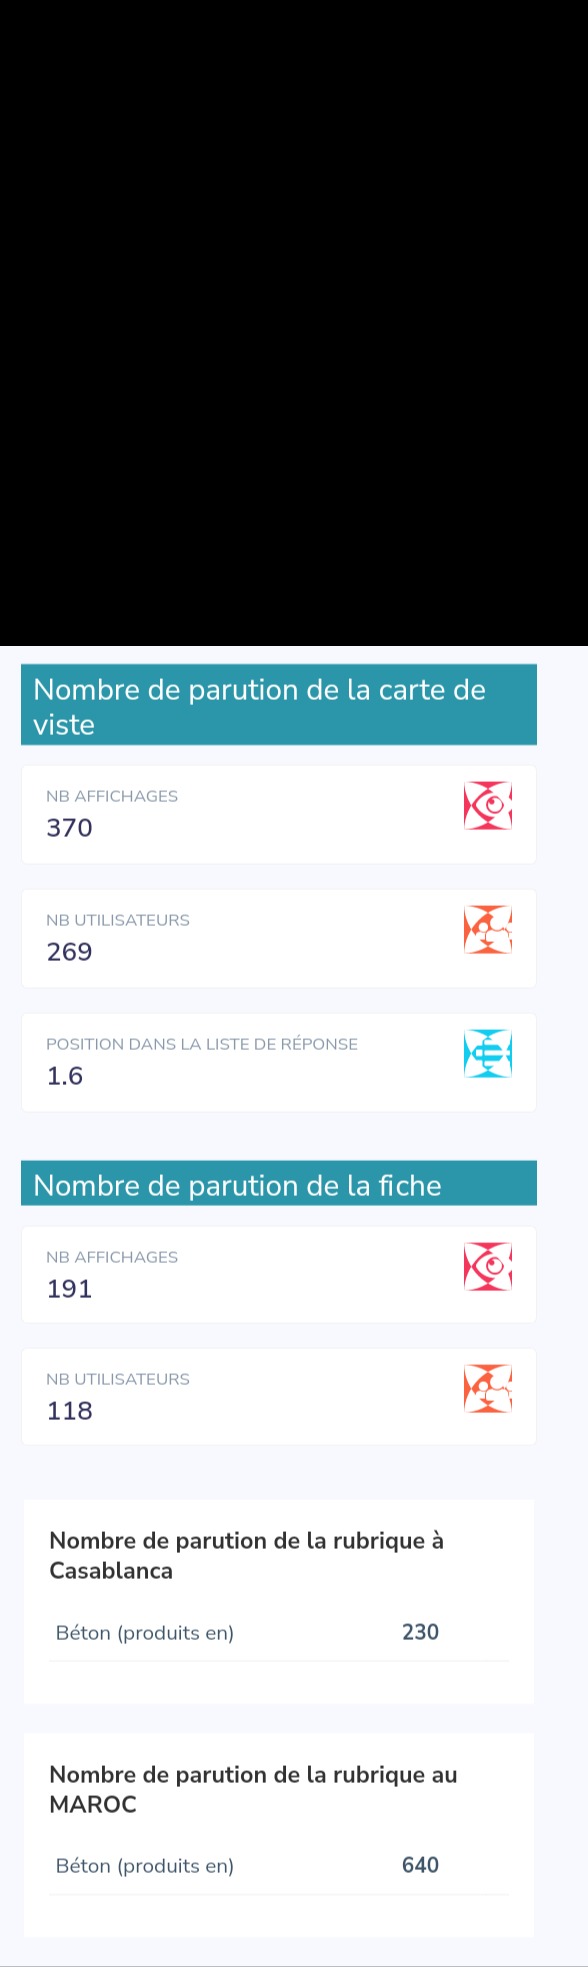 Nombre de parution de la carte de
viste
NB AFFICHAGES
370
NB UTILISATEURS
269
POSITION DANS LA LISTE DE RÉPONSE
1.6
Nombre de parution de la fiche
NB AFFICHAGES
191
NB UTILISATEURS
118
Nombre de parution de la rubrique à
Casablanca
Béton (produits en) 230
Nombre de parution de la rubrique au
MAROC
Béton (produits en) 640